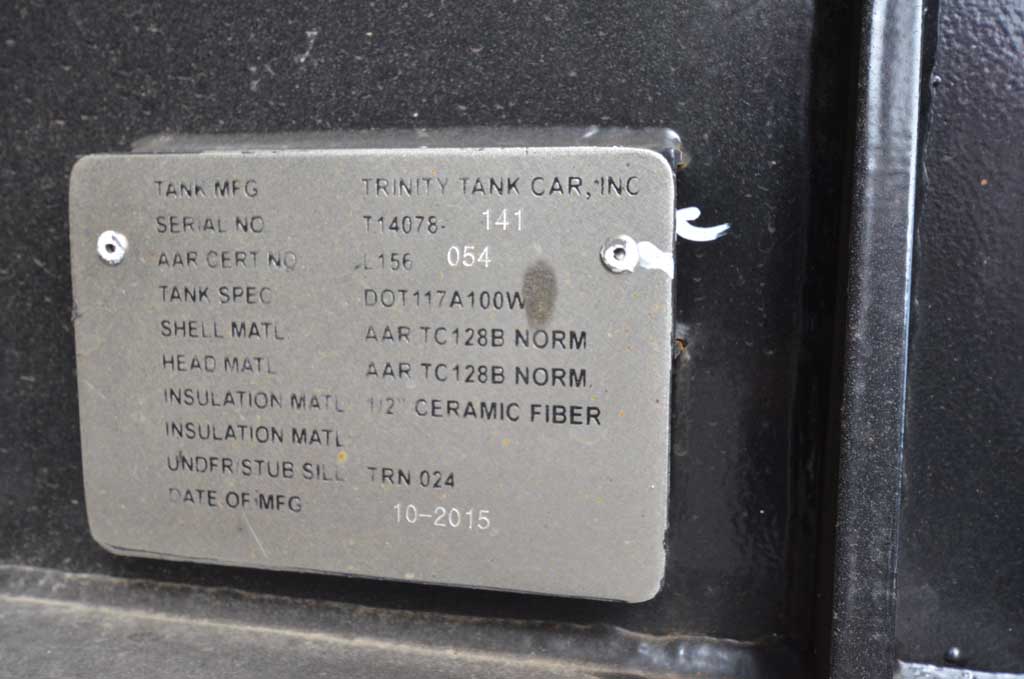 TANK MFG TRINITY TANK CAR, INC
SERIAL NO T14078- 141
AAR CERT NO L156 054
TANK SPEC DOT117A100W
SHELL MATL AAR TC128B NORM
HEAD MATL AAR TC128B NORM
INSULATION MATL 1/2" CERAMIC FIBER
INSULATION MATL
UNDFR/STUB SILL TRN 024
DATE OF MFG 10-2015